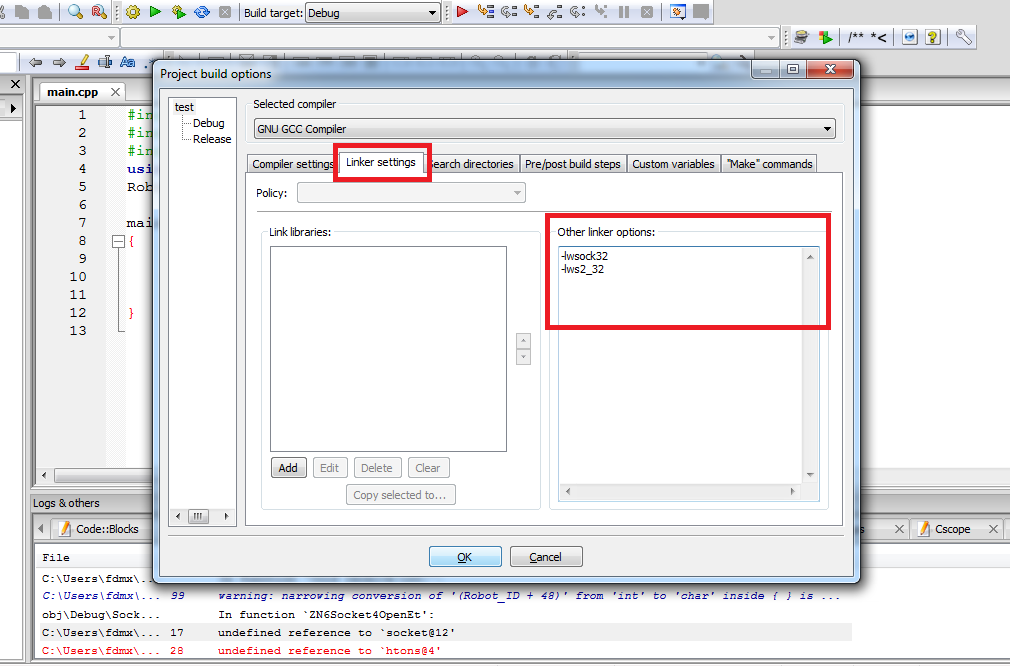 Build target: Debug
/** *<
Aa .*
Project build options
main.cpp
test
Debug
Release
Selected compiler
GNU GCC Compiler
Compiler settings Linker settings Search directories Pre/post build steps Custom variables "Make" commands
Policy:
Link libraries:
Other linker options:
-lwsock32
-lws2_32
Add Edit Delete Clear
Copy selected to...
OK Cancel
1 #in
2 #in
3 #in
4 usi
5 Rob
6
7 mai
8 {
9
10
11
12 }
13
Logs & others
Code::Blocks
Cscope
File
C:\Users\fdmx\...
C:\Users\fdmx\... 99 warning: narrowing conversion of '(Robot_ID + 48)' from 'int' to 'char' inside { } is ...
obj\Debug\Sock... In function `ZN6Socket4OpenEt':
C:\Users\fdmx\... 17 undefined reference to `socket@12'
C:\Users\fdmx\... 28 undefined reference to `htons@4'